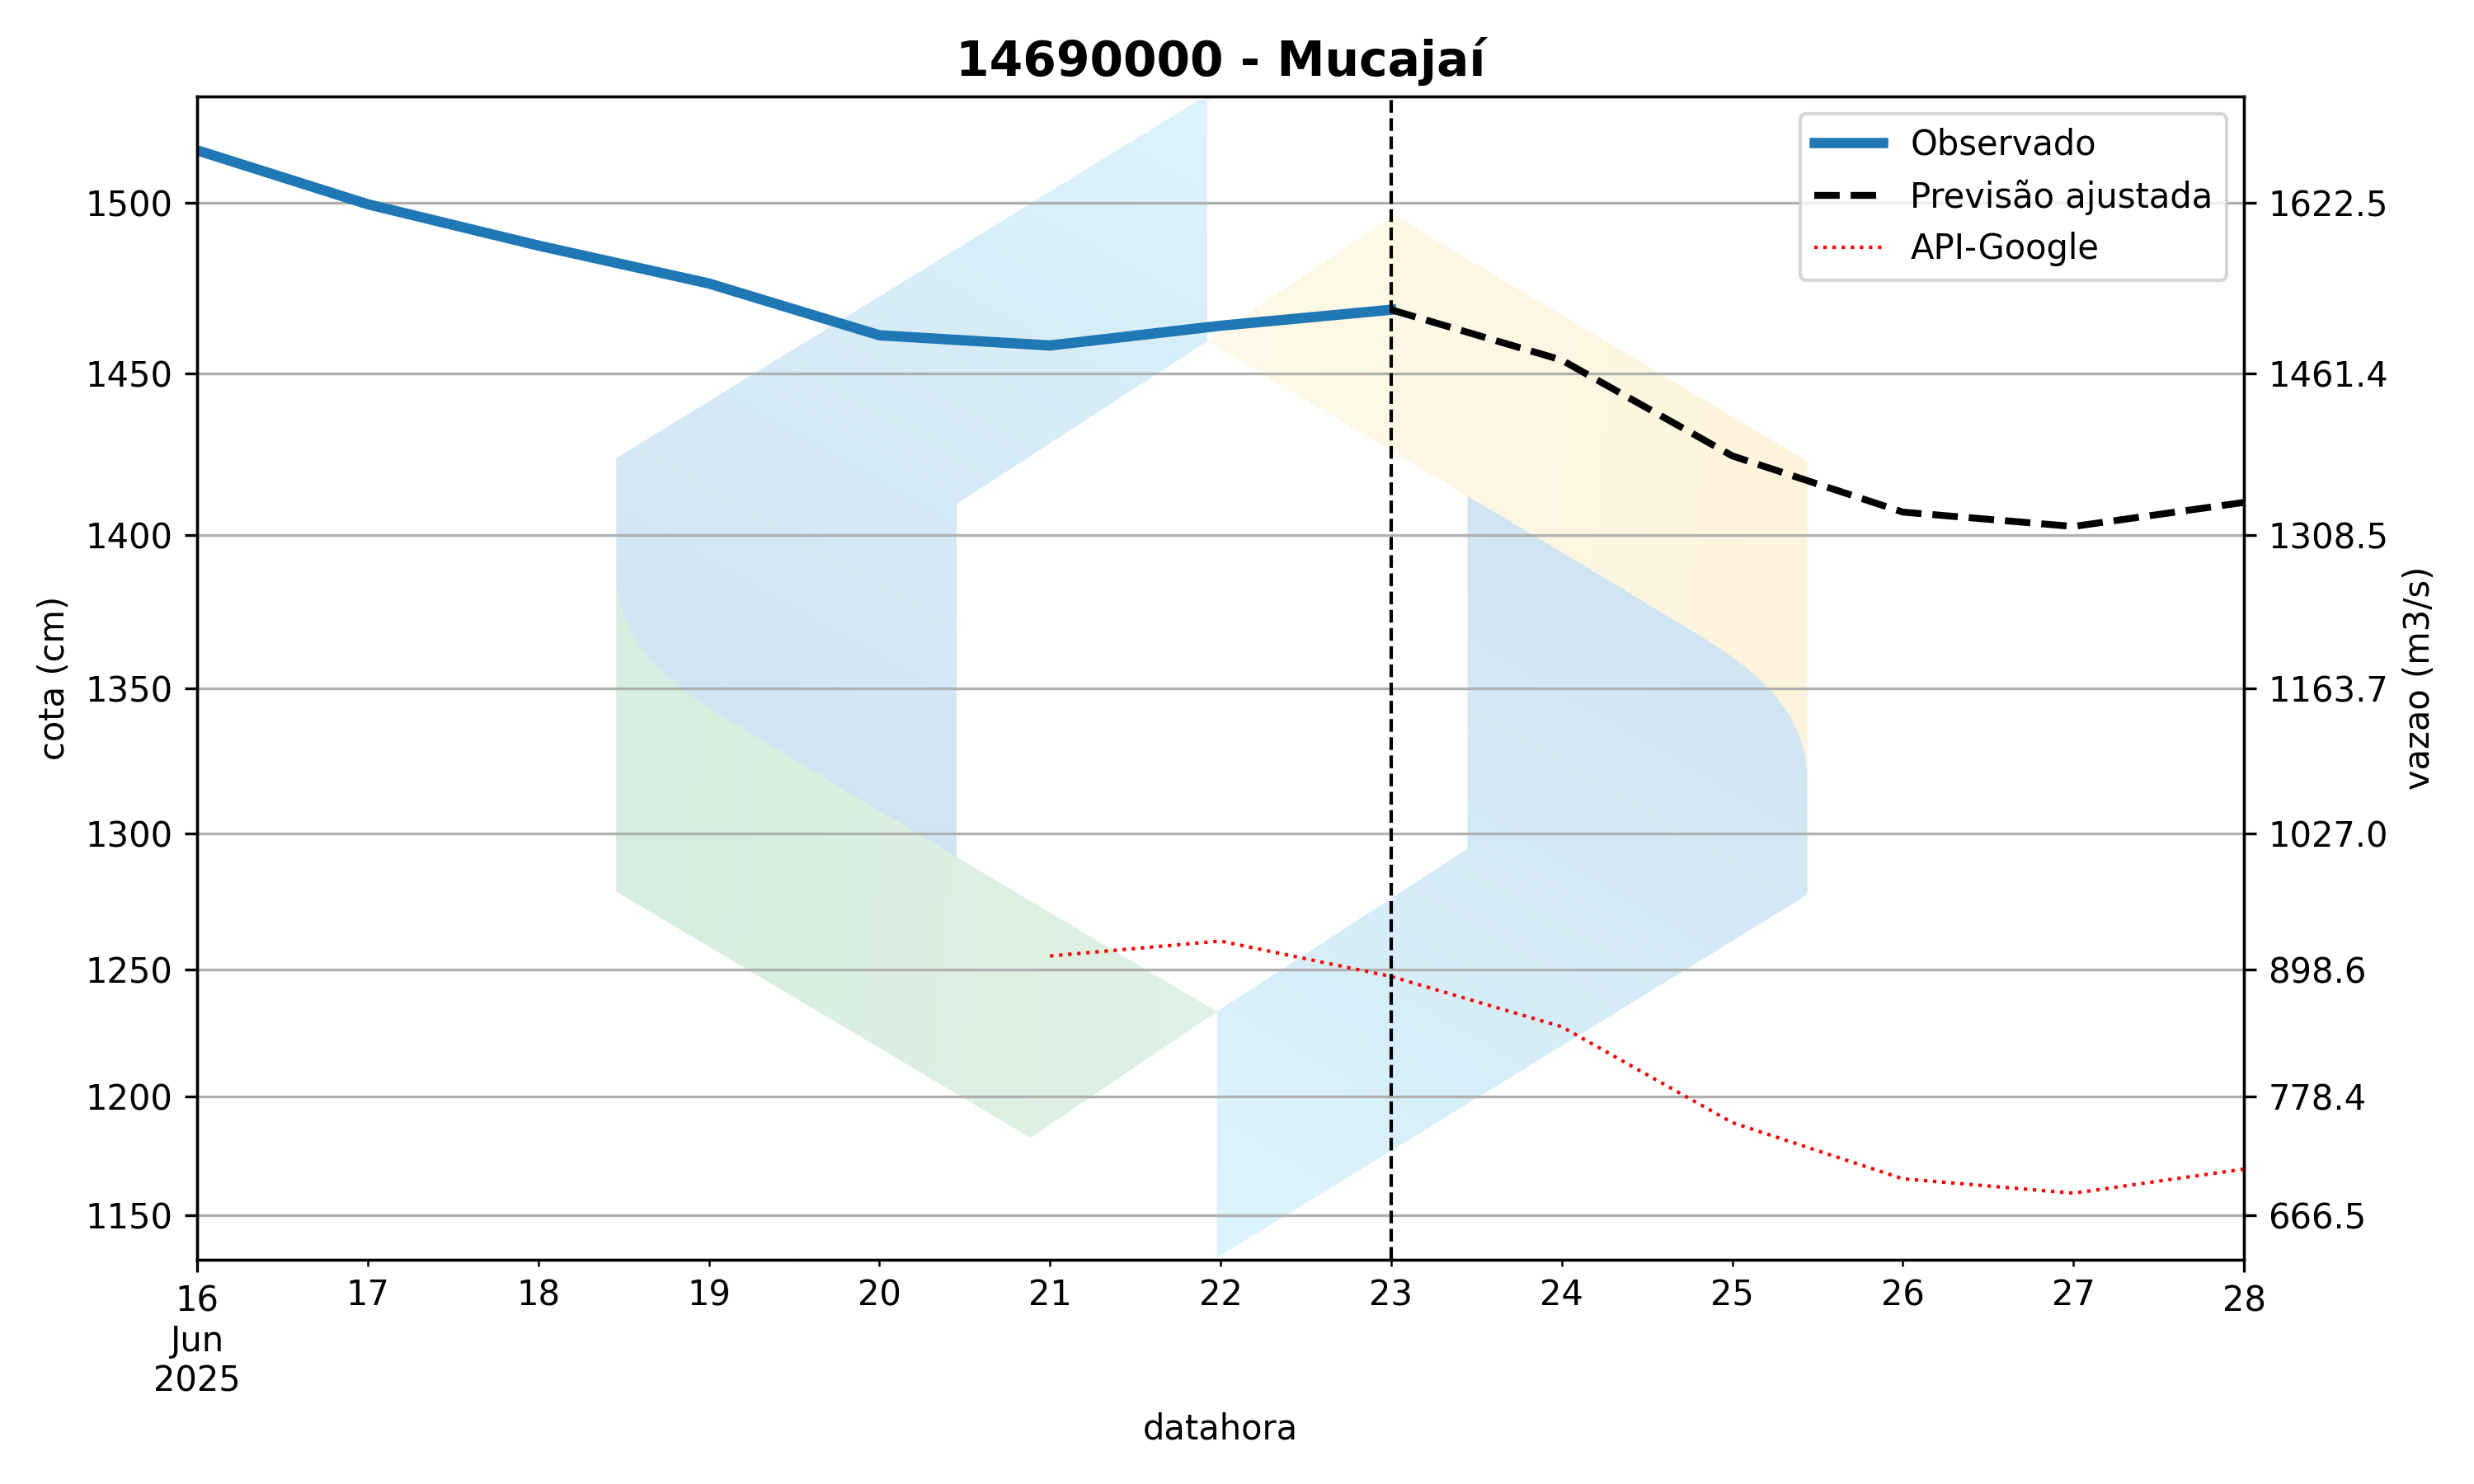 14690000 - Mucajaí
Observado
Previsão ajustada
API-Google
1500
1450
1400
1350
1300
1250
1200
1150
cota (cm)
1622.5
1461.4
1308.5
1163.7
1027.0
898.6
778.4
666.5
vazao (m3/s)
16 17 18 19 20 21 22 23 24 25 26 27 28
Jun
2025
datahora